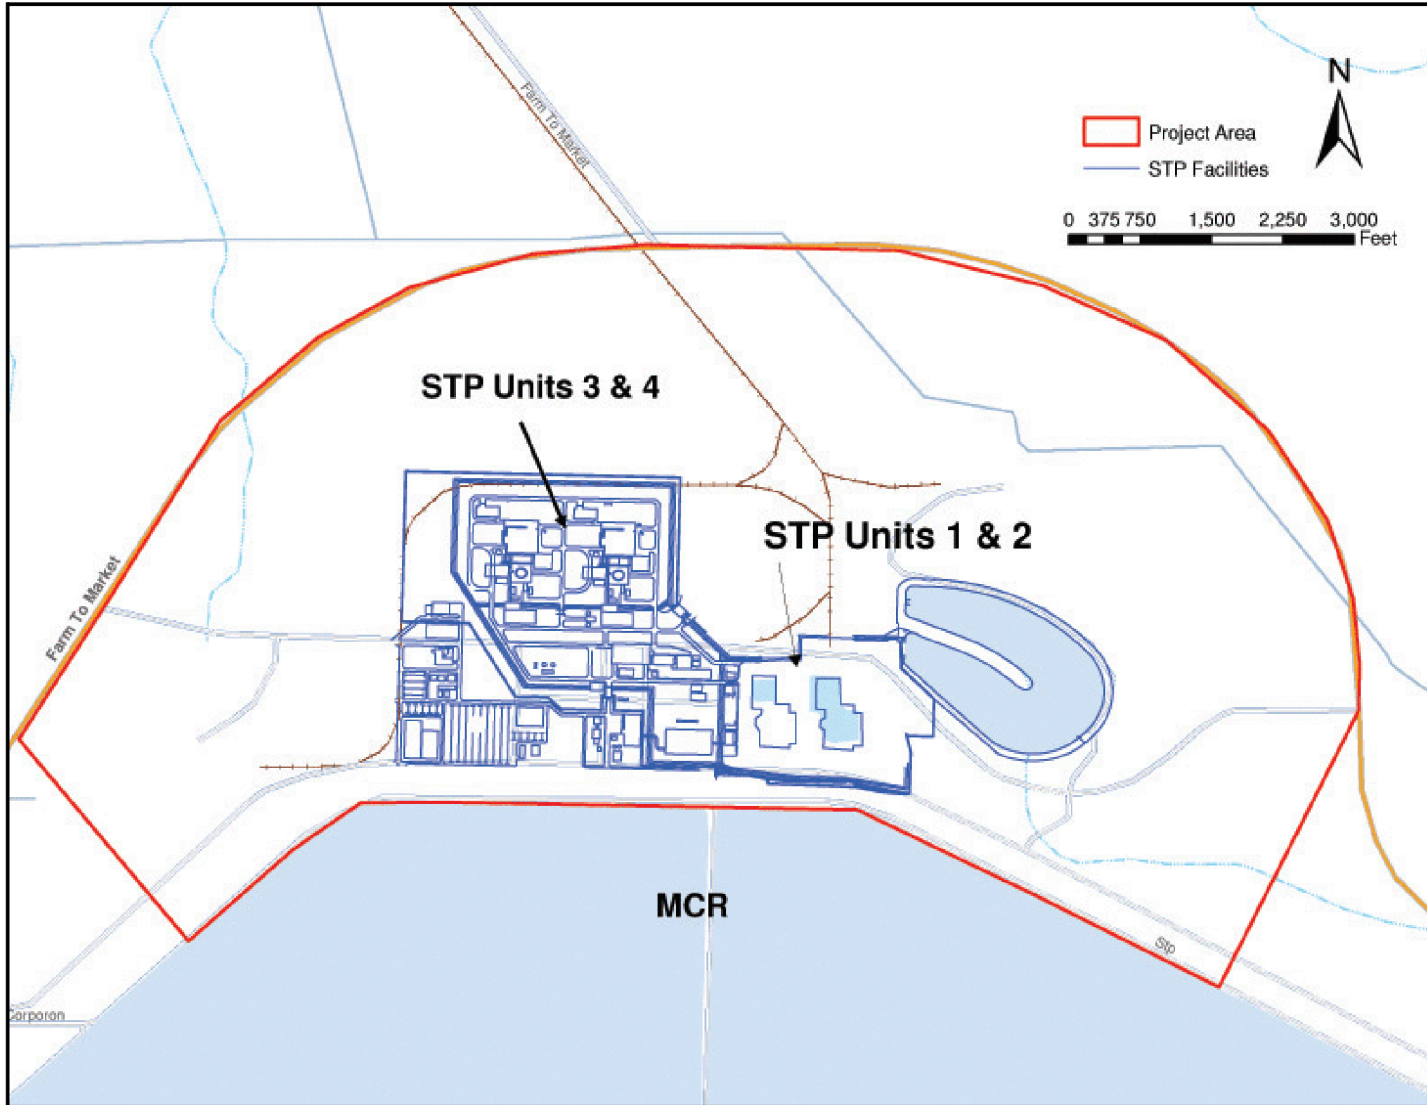 N
Project Area
STP Facilities
0 375 750 1,500 2,250 3,000
Feet
Farm To Market
STP Units 3 & 4
STP Units 1 & 2
Farm To Market
MCR
Stp
Corporon